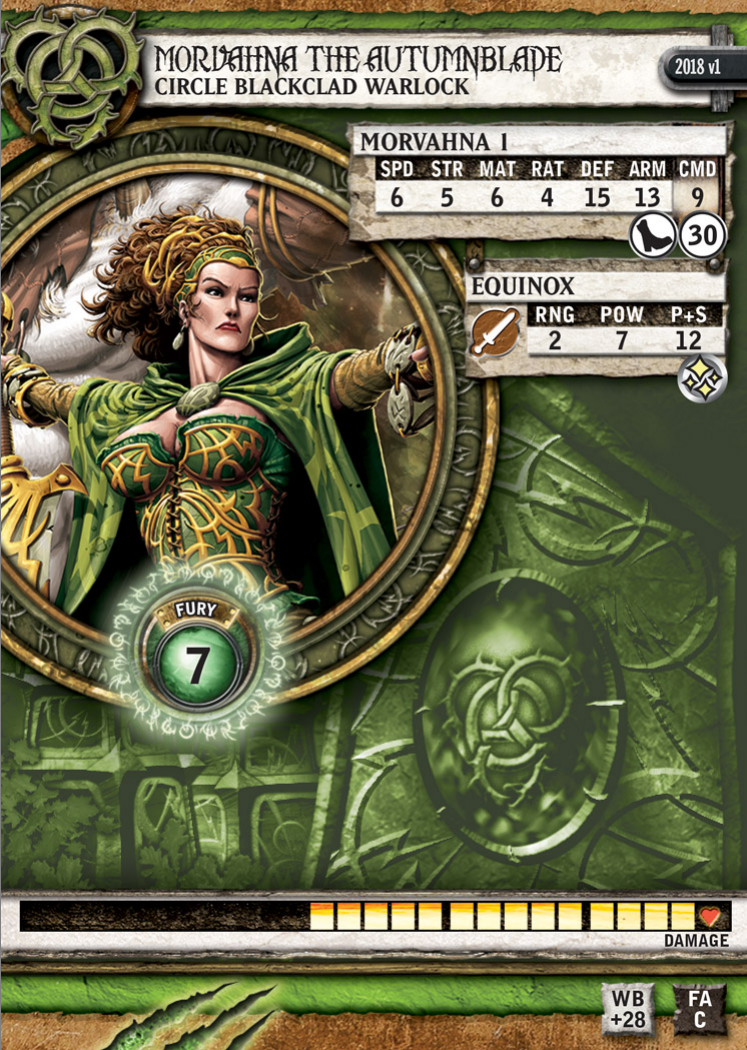 MORVAHNA THE AUTUMNBLADE
CIRCLE BLACKCLAD WARLOCK
2018 v1
MORVAHNA 1
SPD STR MAT RAT DEF ARM CMD
6 5 6 4 15 13 9
30
EQUINOX
RNG POW P+S
2 7 12
FURY
7
DAMAGE
WB
+28
FA
C